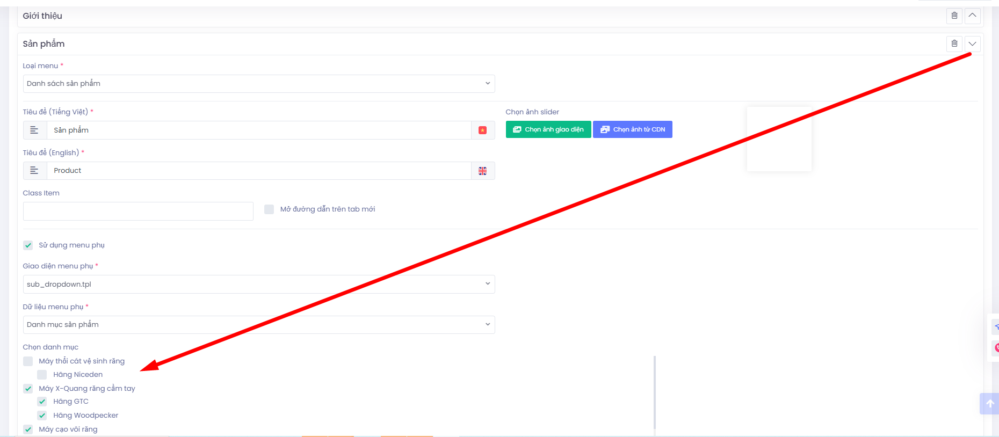 Giới thiệu
Sản phẩm
Loại menu *
Danh sách sản phẩm
Tiêu đề (Tiếng Việt) *
Chọn ảnh slider
Sản phẩm
Chọn ảnh giao diện
Chọn ảnh từ CDN
Tiêu đề (English) *
Product
Class Item
Mở đường dẫn trên tab mới
Sử dụng menu phụ
Giao diện menu phụ *
sub_dropdown.tpl
Dữ liệu menu phụ *
Danh mục sản phẩm
Chọn danh mục
Máy thổi cát vệ sinh răng
Hãng Niceden
Máy X-Quang răng cầm tay
Hãng GTC
Hãng Woodpecker
Máy cạo vôi răng